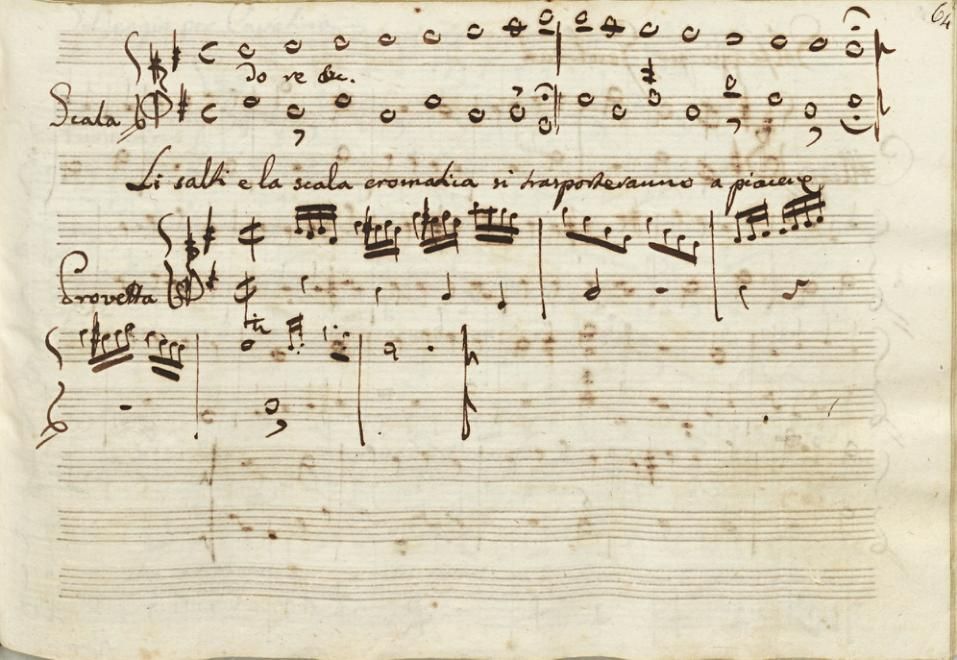 64
do re &c.
Scala
Li salti e la scala cromatica si trasporteranno a piacere
Provetta
tr